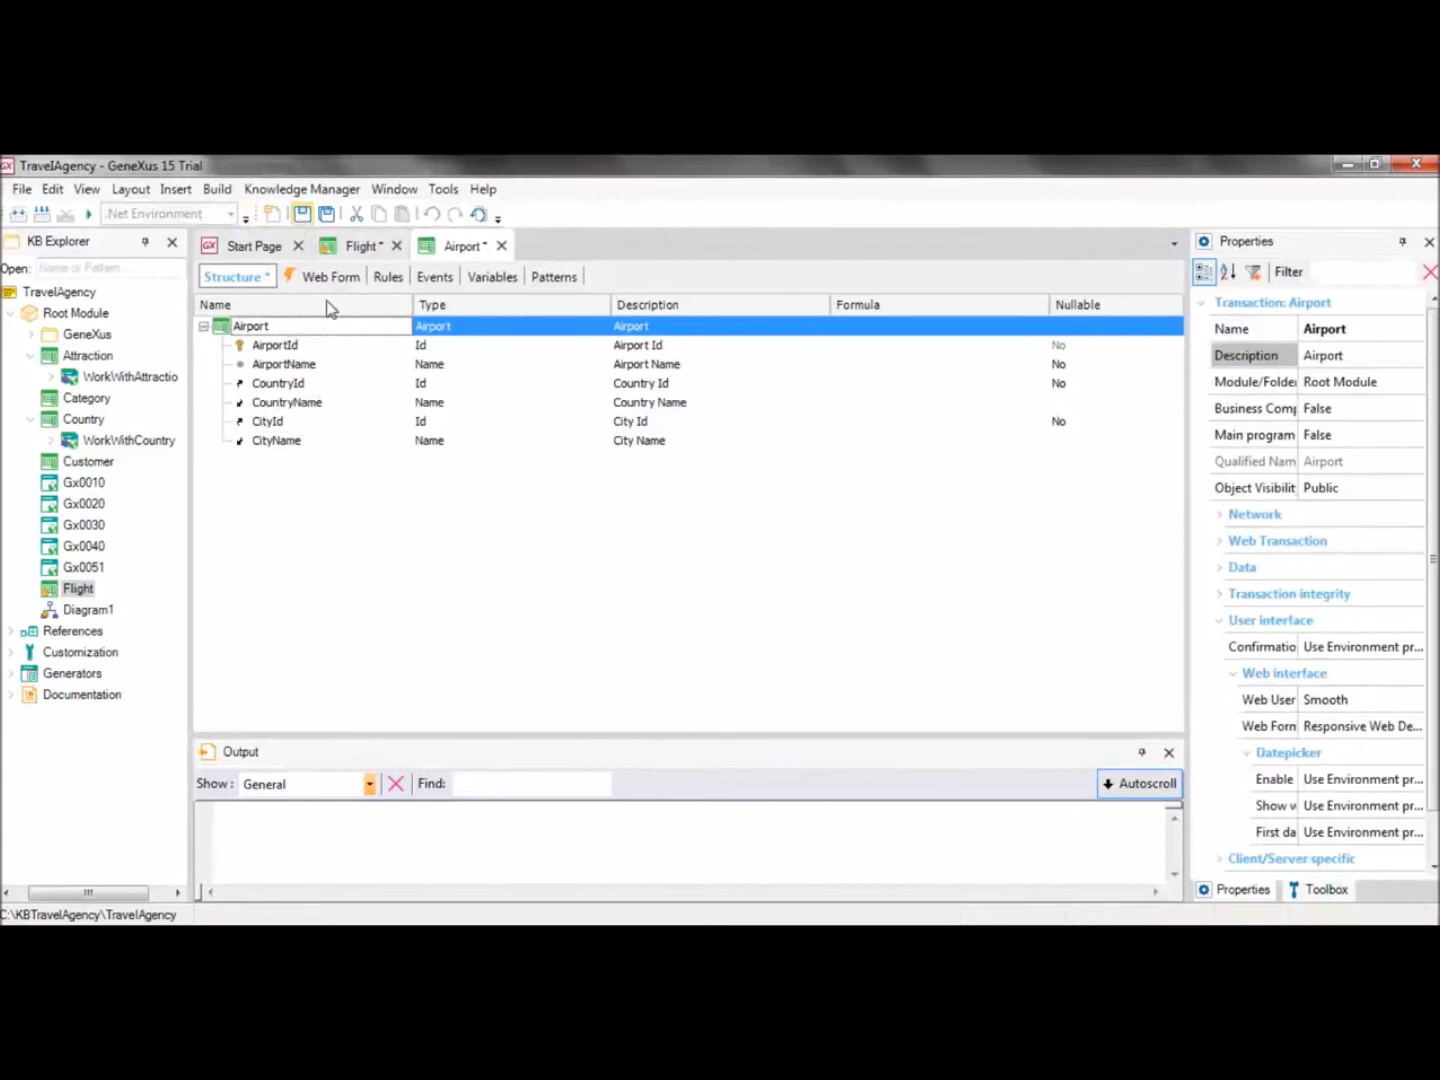 TravelAgency - GeneXus 15 Trial
File Edit View Layout Insert Build Knowledge Manager Window Tools Help
.Net Environment
KB Explorer
Open: Name or Pattern ...
TravelAgency
Root Module
GeneXus
Attraction
WorkWithAttractio
Category
Country
WorkWithCountry
Customer
Gx0010
Gx0020
Gx0030
Gx0040
Gx0051
Flight
Diagram1
References
Customization
Generators
Documentation
Start Page Flight * Airport *
Structure * Web Form Rules Events Variables Patterns
Name Type Description Formula Nullable
Airport Airport Airport
AirportId Id Airport Id No
AirportName Name Airport Name No
CountryId Id Country Id No
CountryName Name Country Name
CityId Id City Id No
CityName Name City Name
Output
Show : General Find: Autoscroll
Properties
Filter
Transaction: Airport
Name Airport
Description Airport
Module/Folder Root Module
Business Comp False
Main program False
Qualified Nam Airport
Object Visibilit Public
Network
Web Transaction
Data
Transaction integrity
User interface
Confirmatio Use Environment pr...
Web interface
Web User Smooth
Web Forn Responsive Web De...
Datepicker
Enable Use Environment pr...
Show w Use Environment pr...
First da Use Environment pr...
Client/Server specific
Properties Toolbox
C:\KBTravelAgency\TravelAgency